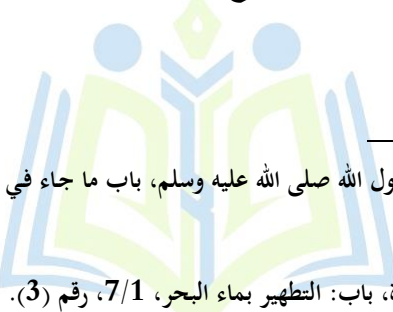 ول الله صلى الله عليه وسلم، باب ما جاء في
ة، باب: التطهير بماء البحر، 7/1، رقم (3).